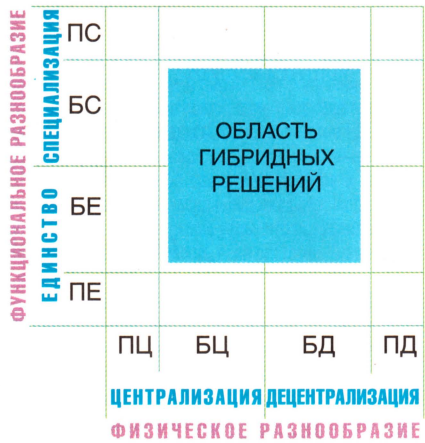 ФУНКЦИОНАЛЬНОЕ РАЗНООБРАЗИЕ
ЕДИНСТВО СПЕЦИАЛИЗАЦИЯ
ПС
БС
БЕ
ПЕ
ОБЛАСТЬ
ГИБРИДНЫХ
РЕШЕНИЙ
ПЦ БЦ БД ПД
ЦЕНТРАЛИЗАЦИЯ ДЕЦЕНТРАЛИЗАЦИЯ
ФИЗИЧЕСКОЕ РАЗНООБРАЗИЕ